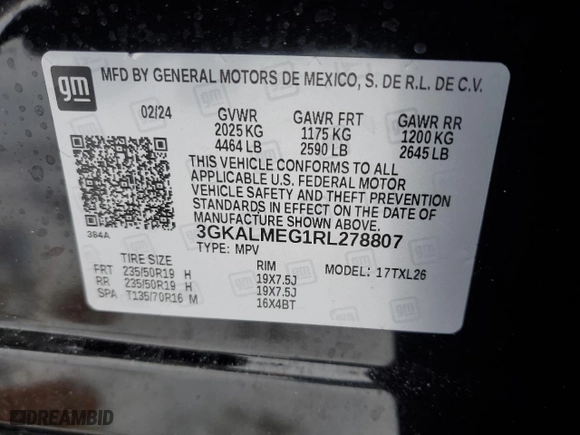 gm
MFD BY GENERAL MOTORS DE MEXICO, S. DE R.L. DE C.V.
02/24 GVWR GAWR FRT GAWR RR
2025 KG 1175 KG 1200 KG
4464 LB 2590 LB 2645 LB
THIS VEHICLE CONFORMS TO ALL
APPLICABLE U.S. FEDERAL MOTOR
VEHICLE SAFETY AND THEFT PREVENTION
STANDARDS IN EFFECT ON THE DATE OF
MANUFACTURE SHOWN ABOVE.
384A 3GKALMEG1RL278807
TYPE: MPV
TIRE SIZE RIM MODEL: 17TXL26
FRT 235/50R19 H 19X7.5J
RR 235/50R19 H 19X7.5J
SPA T135/70R16 M 16X4BT
DREAMBID